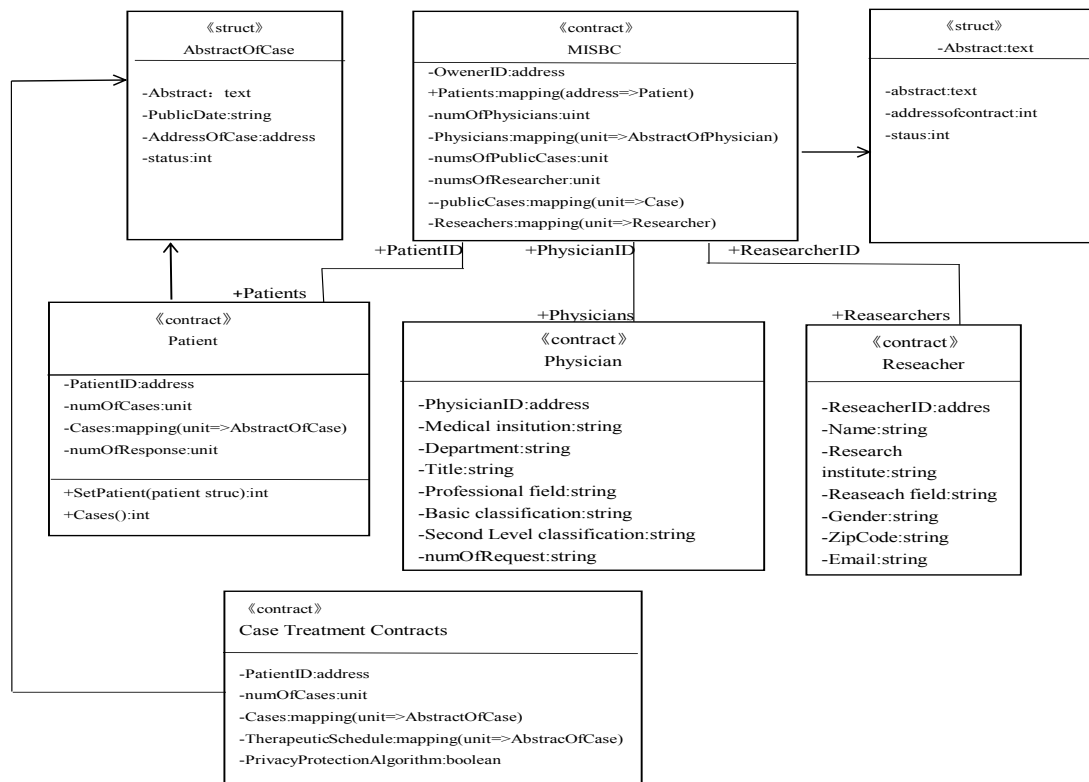 《struct》
AbstractOfCase
-Abstract：text
-PublicDate:string
-AddressOfCase:address
-status:int
《contract》
MISBC
-OwenerID:address
+Patients:mapping(address=>Patient)
-numOfPhysicians:uint
-Physicians:mapping(unit=>AbstractOfPhysician)
-numsOfPublicCases:unit
-numsOfResearcher:unit
--publicCases:mapping(unit=>Case)
-Reseachers:mapping(unit=>Researcher)
《struct》
-Abstract:text
-abstract:text
-addressofcontract:int
-staus:int
+PatientID
+PhysicianID
+ReasearcherID
+Patients
+Physicians
+Reasearchers
《contract》
Patient
-PatientID:address
-numOfCases:unit
-Cases:mapping(unit=>AbstractOfCase)
-numOfResponse:unit
+SetPatient(patient struc):int
+Cases():int
《contract》
Physician
-PhysicianID:address
-Medical insitution:string
-Department:string
-Title:string
-Professional field:string
-Basic classification:string
-Second Level classification:string
-numOfRequest:string
《contract》
Reseacher
-ReseacherID:addres
-Name:string
-Research
institute:string
-Reaseach field:string
-Gender:string
-ZipCode:string
-Email:string
《contract》
Case Treatment Contracts
-PatientID:address
-numOfCases:unit
-Cases:mapping(unit=>AbstractOfCase)
-TherapeuticSchedule:mapping(unit=>AbstracOfCase)
-PrivacyProtectionAlgorithm:boolean